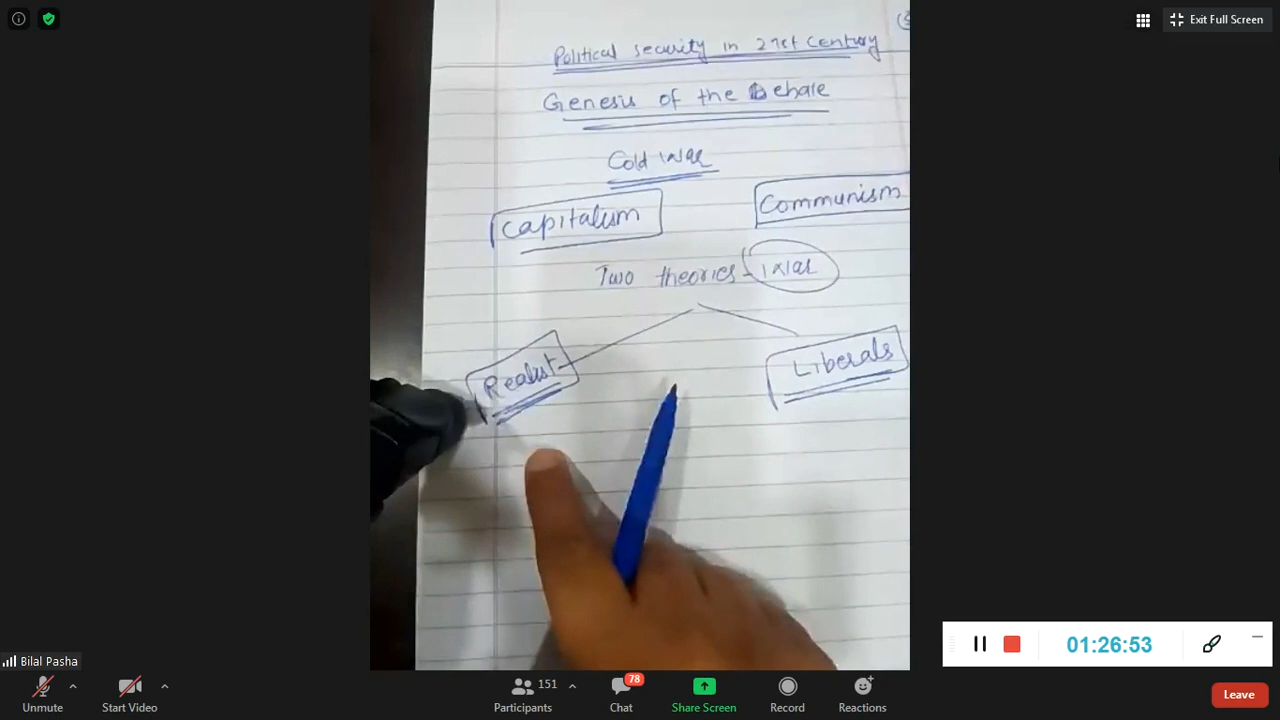 Exit Full Screen
Political security in 21st Century
Genesis of the Debate
Cold War
Capitalism
Communism
Two theories - War
Realist
Liberals
01:26:53
Bilal Pasha
Unmute
Start Video
151
Participants
78
Chat
Share Screen
Record
Reactions
Leave